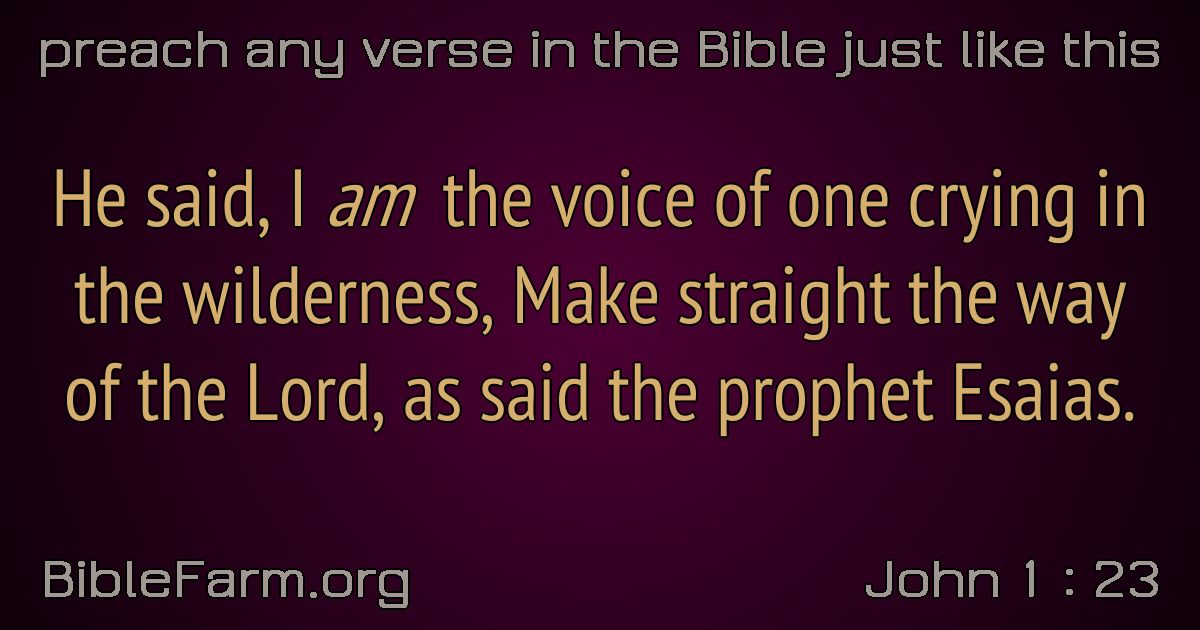 preach any verse in the Bible just like this
He said, I am the voice of one crying in
the wilderness, Make straight the way
of the Lord, as said the prophet Esaias.
BibleFarm.org
John 1 : 23